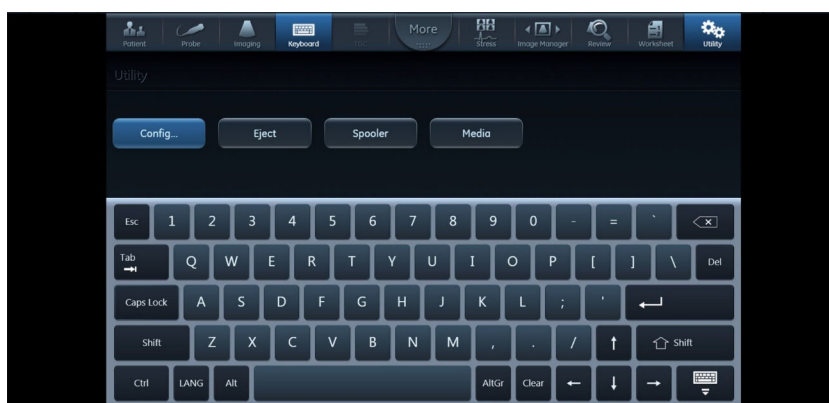 Patient Probe Imaging Keyboard TGC More Stress Image Manager Review Worksheet Utility
Utility
Config... Eject Spooler Media
Esc 1 2 3 4 5 6 7 8 9 0 - = ` 
Tab Q W E R T Y U I O P [ ] \ Del
Caps Lock A S D F G H J K L ; '
Shift Z X C V B N M , . / ↑ Shift
Ctrl LANG Alt AltGr Clear ← ↓ →